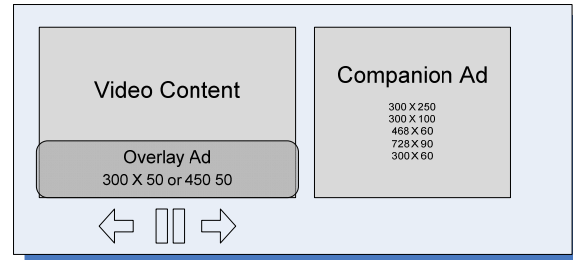 Video Content
Overlay Ad
300 X 50 or 450 50
Companion Ad
300 X 250
300 X 100
468 X 60
728 X 90
300 X 60